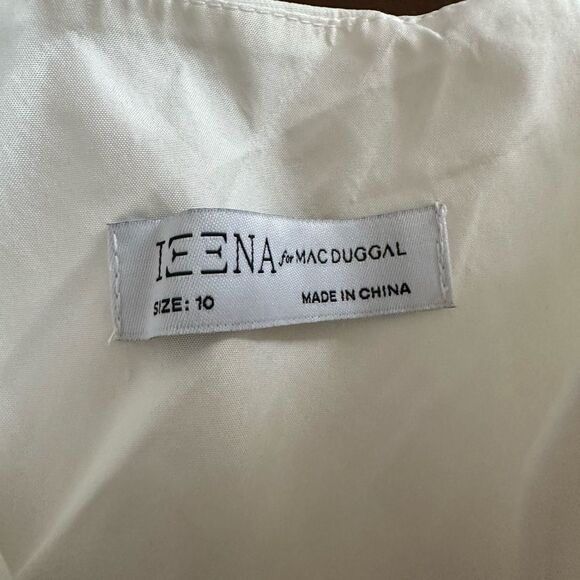 IEENA for MAC DUGGAL
SIZE: 10 MADE IN CHINA